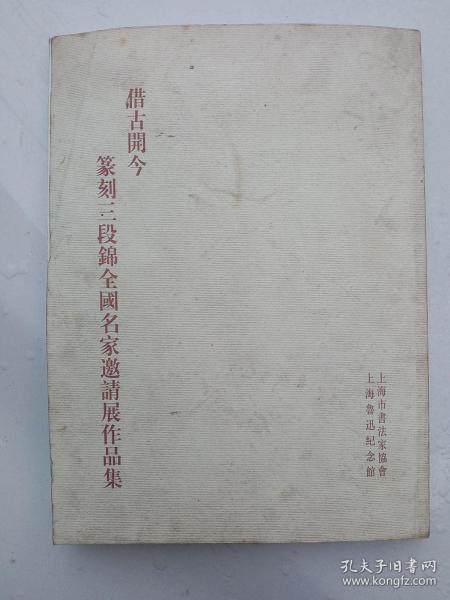 借古開今
篆刻三段錦全國名家邀請展作品集
上海市書法家協會
上海魯迅紀念館
孔夫子旧书网
www.kongfz.com